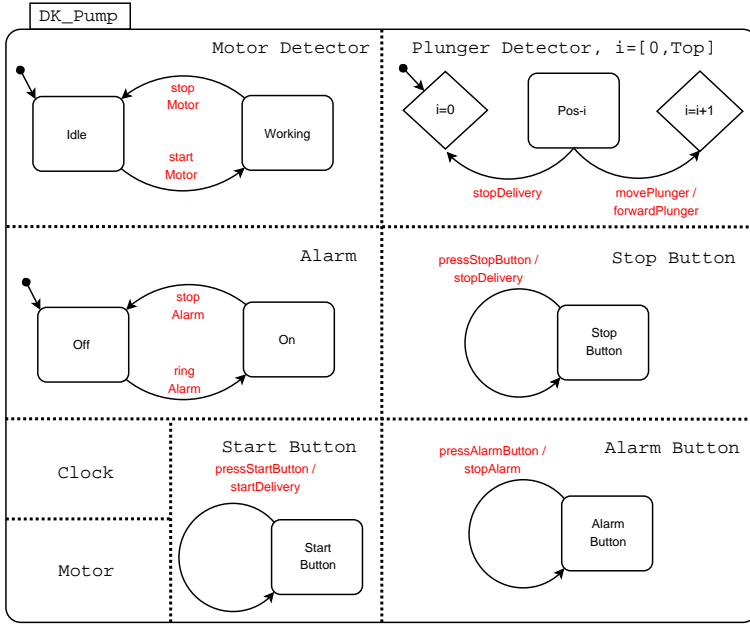 DK_Pump
Motor Detector
stop
Motor
Idle
Working
start
Motor
Plunger Detector, i=[0,Top]
i=0
Pos-i
i=i+1
stopDelivery
movePlunger /
forwardPlunger
Alarm
stop
Alarm
Off
On
ring
Alarm
Stop Button
pressStopButton /
stopDelivery
Stop
Button
Clock
Motor
Start Button
pressStartButton /
startDelivery
Start
Button
Alarm Button
pressAlarmButton /
stopAlarm
Alarm
Button